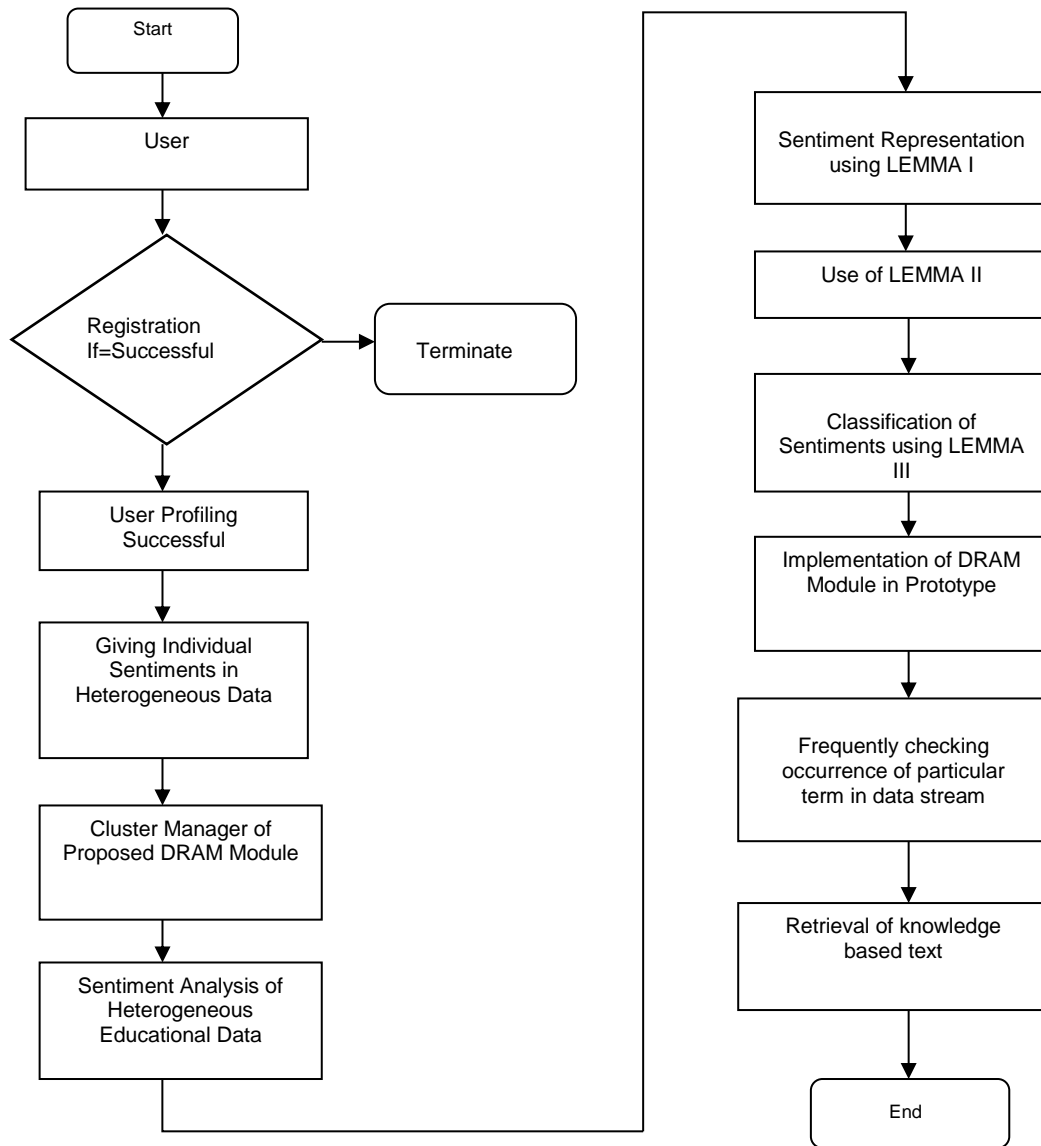 Start
User
Registration
If=Successful
Terminate
User Profiling
Successful
Giving Individual
Sentiments in
Heterogeneous Data
Cluster Manager of
Proposed DRAM Module
Sentiment Analysis of
Heterogeneous
Educational Data
Sentiment Representation
using LEMMA I
Use of LEMMA II
Classification of
Sentiments using LEMMA
III
Implementation of DRAM
Module in Prototype
Frequently checking
occurrence of particular
term in data stream
Retrieval of knowledge
based text
End